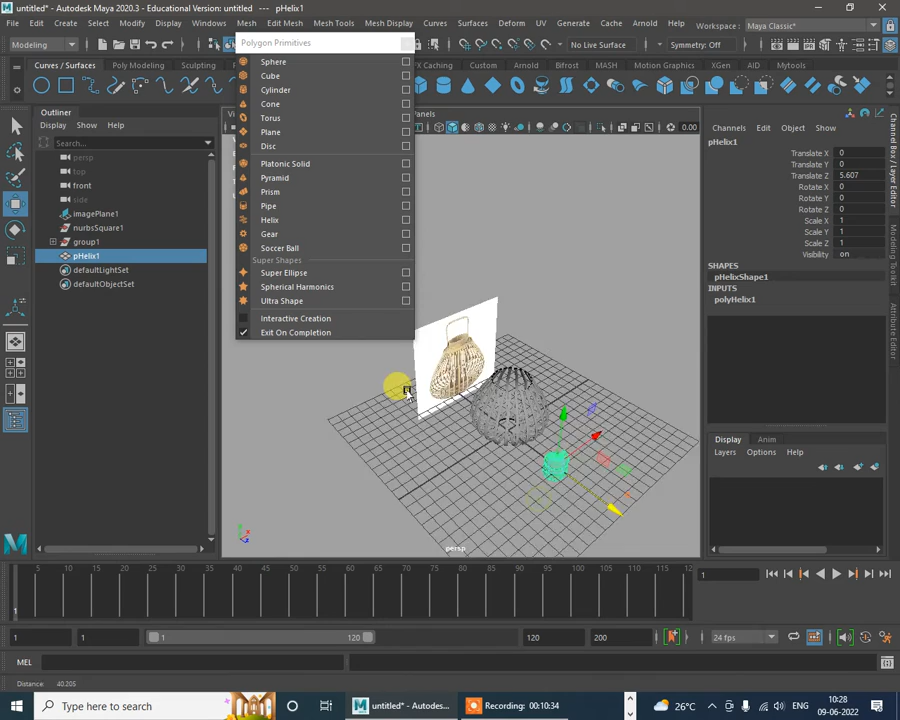 untitled* - Autodesk Maya 2020.3 - Educational Version: untitled --- pHelix1
File Edit Create Select Modify Display Windows Mesh Edit Mesh Mesh Tools Mesh Display Curves Surfaces Deform UV Generate Cache Arnold Help Workspace : Maya Classic*
Modeling
No Live Surface
Symmetry: Off
Curves / Surfaces Poly Modeling Sculpting
Custom Arnold Bifrost MASH Motion Graphics XGen AID TURTLE
Polygon Primitives
Sphere
Cube
Cylinder
Cone
Torus
Plane
Disc
Platonic Solid
Pyramid
Prism
Pipe
Helix
Gear
Soccer Ball
Super Shapes
Super Ellipse
Spherical Harmonics
Ultra Shape
Interactive Creation
Exit On Completion
Outliner
Display Show Help
Search...
persp
top
front
side
imagePlane1
nurbsSquare1
group1
pHelix1
defaultLightSet
defaultObjectSet
Panels
0.00
persp
Channels Edit Object Show
pHelix1
Translate X 0
Translate Y 0
Translate Z 5.607
Rotate X 0
Rotate Y 0
Rotate Z 0
Scale X 1
Scale Y 1
Scale Z 1
Visibility on
SHAPES
pHelixShape1
INPUTS
polyHelix1
Display Anim
Layers Options Help
Channel Box / Layer Editor
Modeling Toolkit
Attribute Editor
5 10 15 20 25 30 35 40 45 50 55 60 65 70 75 80 85 90 95 100 105 110 115 12
1
1
1 1 1 120 120 200 24 fps
MEL
Distance: 40.205
Type here to search
untitled* - Autodes...
Recording: 00:10:34
26°C
ENG
10:28
09-06-2022